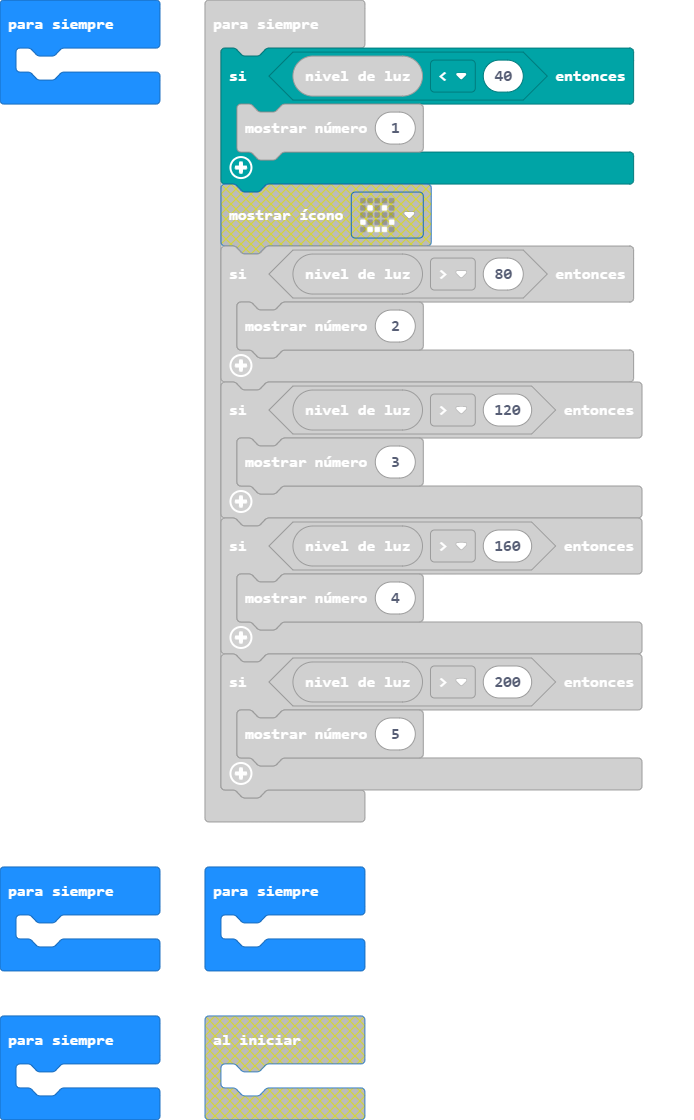 para siempre
para siempre
si nivel de luz < 40 entonces
mostrar número 1
mostrar ícono
si nivel de luz > 80 entonces
mostrar número 2
si nivel de luz > 120 entonces
mostrar número 3
si nivel de luz > 160 entonces
mostrar número 4
si nivel de luz > 200 entonces
mostrar número 5
para siempre
para siempre
para siempre
al iniciar